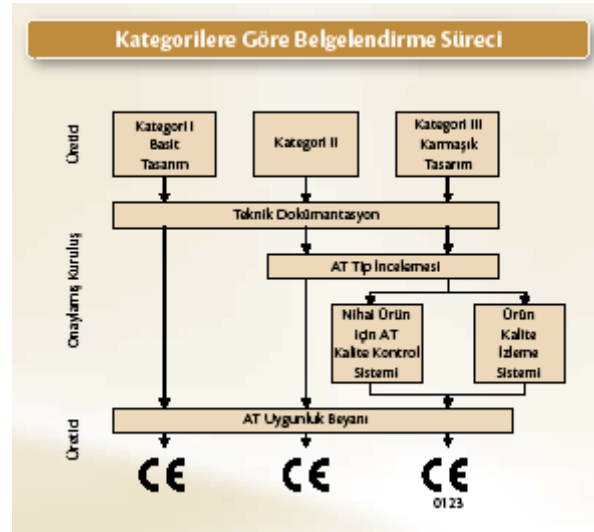 Kategorilere Göre Belgelendirme Süreci
Üretici
Kategori I
Basit
Tasarım
Kategori II
Kategori III
Karmaşık
Tasarım
Teknik Dokümantasyon
Onaylamış Kuruluş
AT Tip İncelemesi
Nihai Ürün
için AT
Kalite Kontrol
Sistemi
Ürün
Kalite
İzleme
Sistemi
Üretici
AT Uygunluk Beyanı
CE
CE
CE
0123